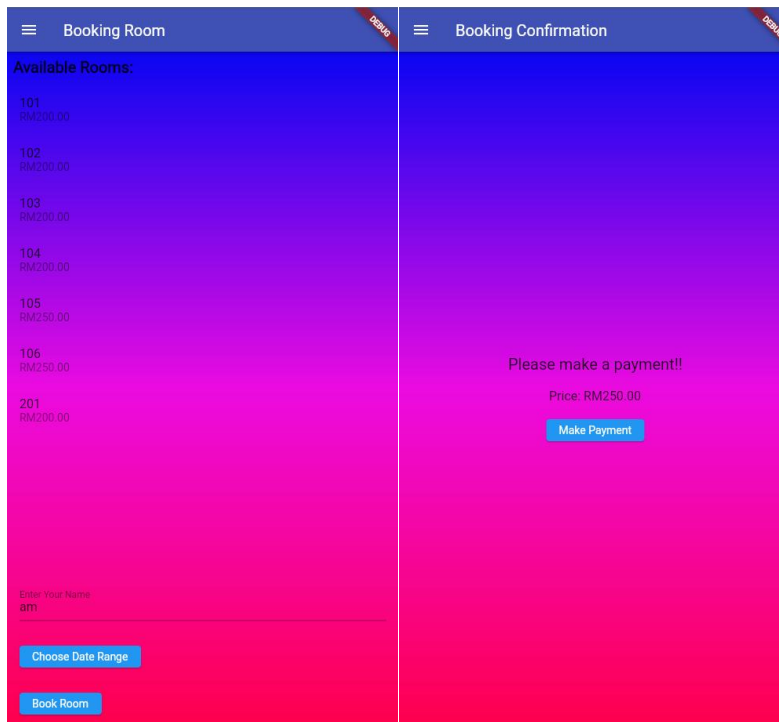 Booking Room
DEBUG
Available Rooms:
101
RM200.00
102
RM200.00
103
RM200.00
104
RM200.00
105
RM250.00
106
RM250.00
201
RM200.00
Enter Your Name
am
Choose Date Range
Book Room
Booking Confirmation
DEBUG
Please make a payment!!
Price: RM250.00
Make Payment